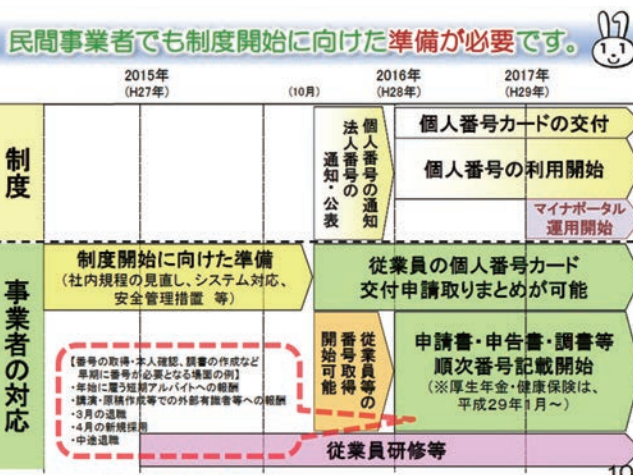 民間事業者でも制度開始に向けた準備が必要です。
2015年
(H27年)
(10月)
2016年
(H28年)
2017年
(H29年)
制度
個人番号の通知
法人番号の
通知・公表
個人番号カードの交付
個人番号の利用開始
マイナポータル
運用開始
事業者の対応
制度開始に向けた準備
(社内規程の見直し、システム対応、
安全管理措置 等)
従業員の個人番号カード
交付申請取りまとめが可能
従業員等の
番号取得
開始可能
申請書・申告書・調書等
順次番号記載開始
(※厚生年金・健康保険は、
平成29年1月~)
【番号の取得・本人確認、調書の作成など
早期に番号が必要となる場面の例】
・年始に雇う短期アルバイトへの報酬
・講演・原稿作成等での外部有識者等への報酬
・3月の退職
・4月の新規採用
・中途退職
従業員研修等
10